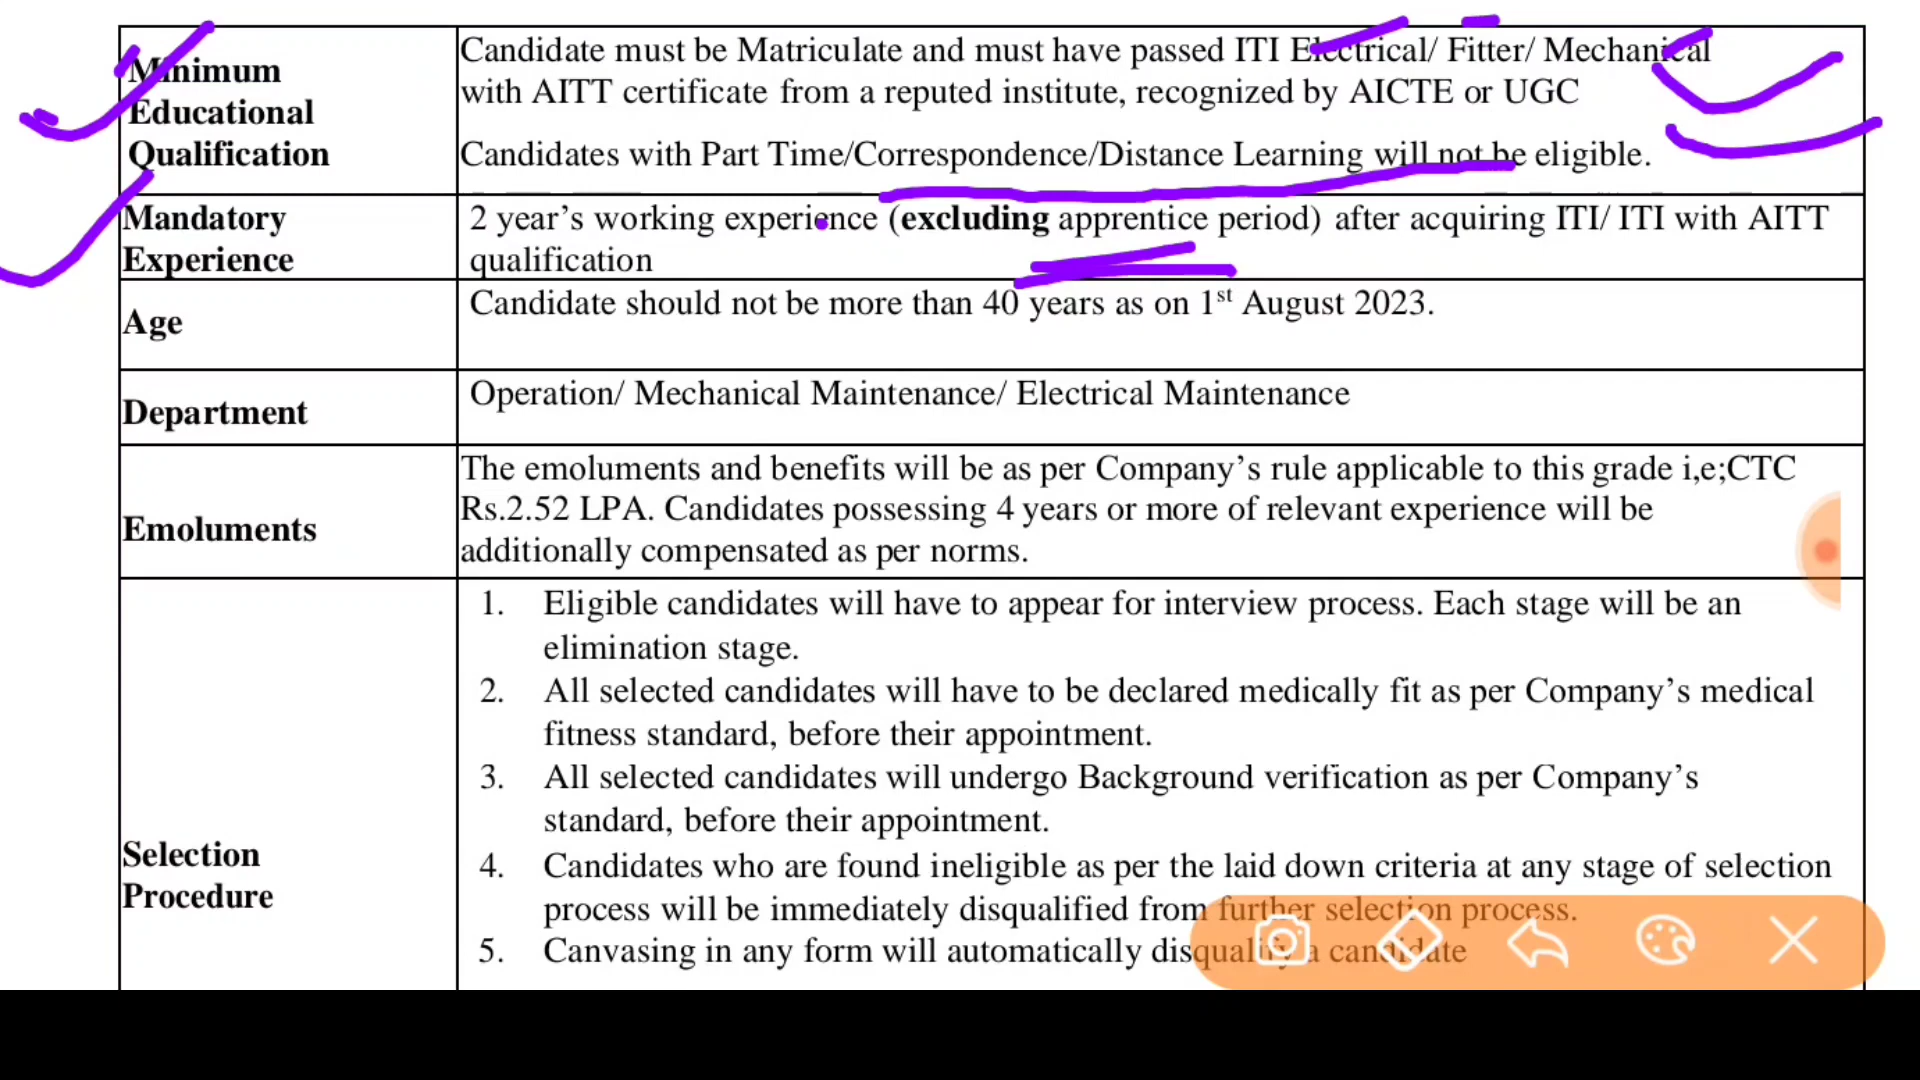 Minimum
Educational
Qualification
Candidate must be Matriculate and must have passed ITI Electrical/ Fitter/ Mechanical
with AITT certificate from a reputed institute, recognized by AICTE or UGC
Candidates with Part Time/Correspondence/Distance Learning will not be eligible.
Mandatory
Experience
2 year’s working experience (excluding apprentice period) after acquiring ITI/ ITI with AITT
qualification
Age
Candidate should not be more than 40 years as on 1st August 2023.
Department
Operation/ Mechanical Maintenance/ Electrical Maintenance
Emoluments
The emoluments and benefits will be as per Company’s rule applicable to this grade i,e;CTC
Rs.2.52 LPA. Candidates possessing 4 years or more of relevant experience will be
additionally compensated as per norms.
Selection
Procedure
1. Eligible candidates will have to appear for interview process. Each stage will be an
elimination stage.
2. All selected candidates will have to be declared medically fit as per Company’s medical
fitness standard, before their appointment.
3. All selected candidates will undergo Background verification as per Company’s
standard, before their appointment.
4. Candidates who are found ineligible as per the laid down criteria at any stage of selection
process will be immediately disqualified from further selection process.
5. Canvasing in any form will automatically disqualify a candidate